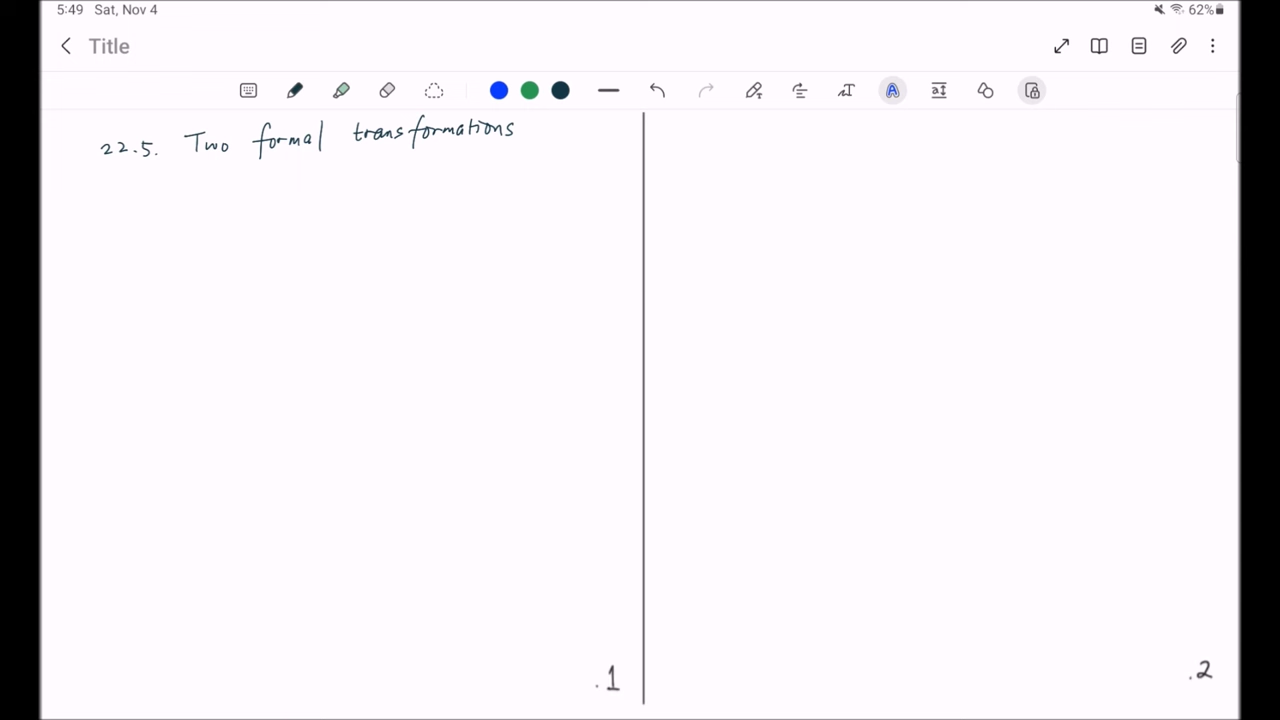 5:49 Sat, Nov 4
62%
Title
22.5. Two formal transformations
.1
.2